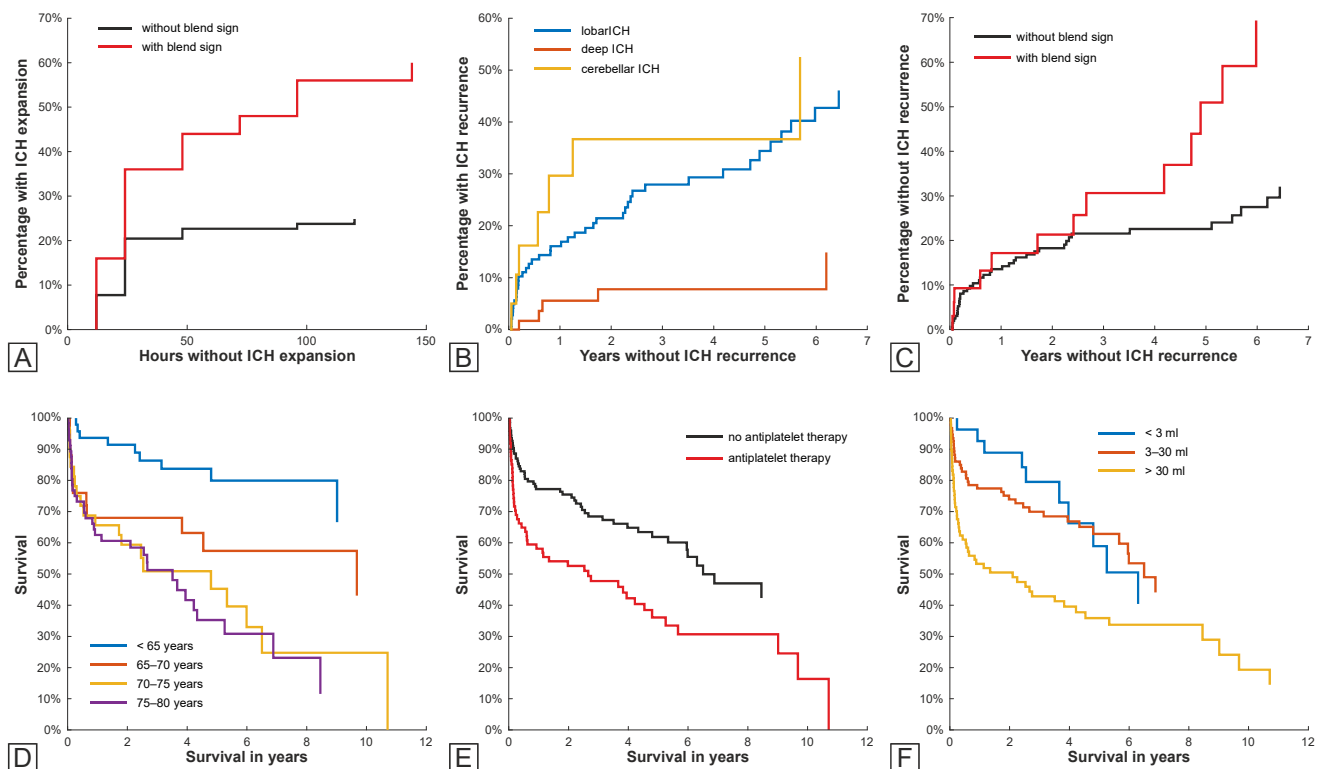 70%
60%
50%
40%
30%
20%
10%
0%
Percentage with ICH expansion
without blend sign
with blend sign
0 50 100 150
Hours without ICH expansion
A
60%
50%
40%
30%
20%
10%
0%
Percentage with ICH recurrence
lobarICH
deep ICH
cerebellar ICH
0 1 2 3 4 5 6 7
Years without ICH recurrence
B
70%
60%
50%
40%
30%
20%
10%
0%
Percentage without ICH recurrence
without blend sign
with blend sign
0 1 2 3 4 5 6 7
Years without ICH recurrence
C
100%
90%
80%
70%
60%
50%
40%
30%
20%
10%
0%
Survival
< 65 years
65–70 years
70–75 years
75–80 years
0 2 4 6 8 10 12
Survival in years
D
100%
90%
80%
70%
60%
50%
40%
30%
20%
10%
0%
Survival
no antiplatelet therapy
antiplatelet therapy
0 2 4 6 8 10 12
Survival in years
E
100%
90%
80%
70%
60%
50%
40%
30%
20%
10%
0%
Survival
< 3 ml
3–30 ml
> 30 ml
0 2 4 6 8 10 12
Survival in years
F